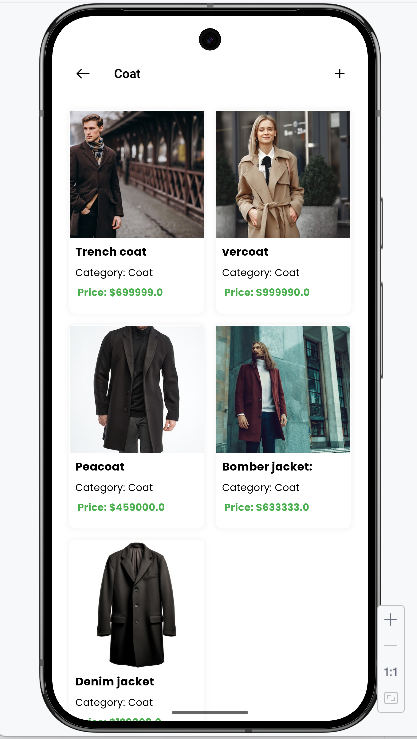 Coat
Trench coat
Category: Coat
Price: $699999.0
vercoat
Category: Coat
Price: $999990.0
Peacoat
Category: Coat
Price: $459000.0
Bomber jacket:
Category: Coat
Price: $633333.0
Denim jacket
Category: Coat
1:1